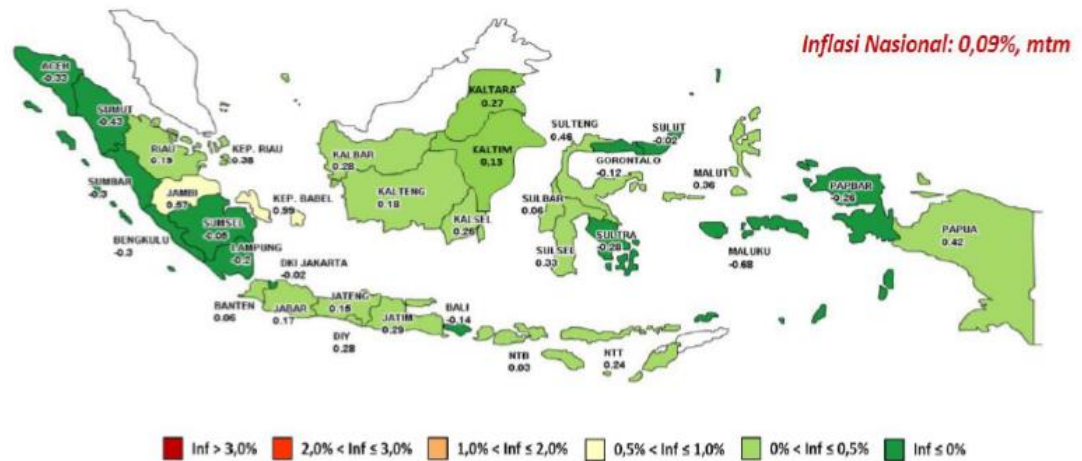 Inflasi Nasional: 0,09%, mtm
ACEH
-0.33
SUMUT
-0.43
RIAU
0.15
KEP. RIAU
0.38
SUMBAR
-0.3
JAMBI
0.57
KEP. BABEL
0.99
SUMSEL
-0.05
BENGKULU
-0.3
LAMPUNG
-0.2
DKI JAKARTA
-0.02
BANTEN
0.06
JABAR
0.17
JATENG
0.15
DIY
0.28
JATIM
0.29
BALI
-0.14
NTB
0.03
NTT
0.24
KALBAR
0.28
KALTENG
0.18
KALSEL
0.26
KALTIM
0.13
KALTARA
0.27
SULTENG
0.46
SULUT
-0.02
GORONTALO
-0.12
SULBAR
0.06
SULSEL
0.33
SULTRA
-0.28
MALUT
0.36
MALUKU
-0.68
PAPBAR
-0.26
PAPUA
0.42
Inf > 3,0%
2,0% < Inf ≤ 3,0%
1,0% < Inf ≤ 2,0%
0,5% < Inf ≤ 1,0%
0% < Inf ≤ 0,5%
Inf ≤ 0%